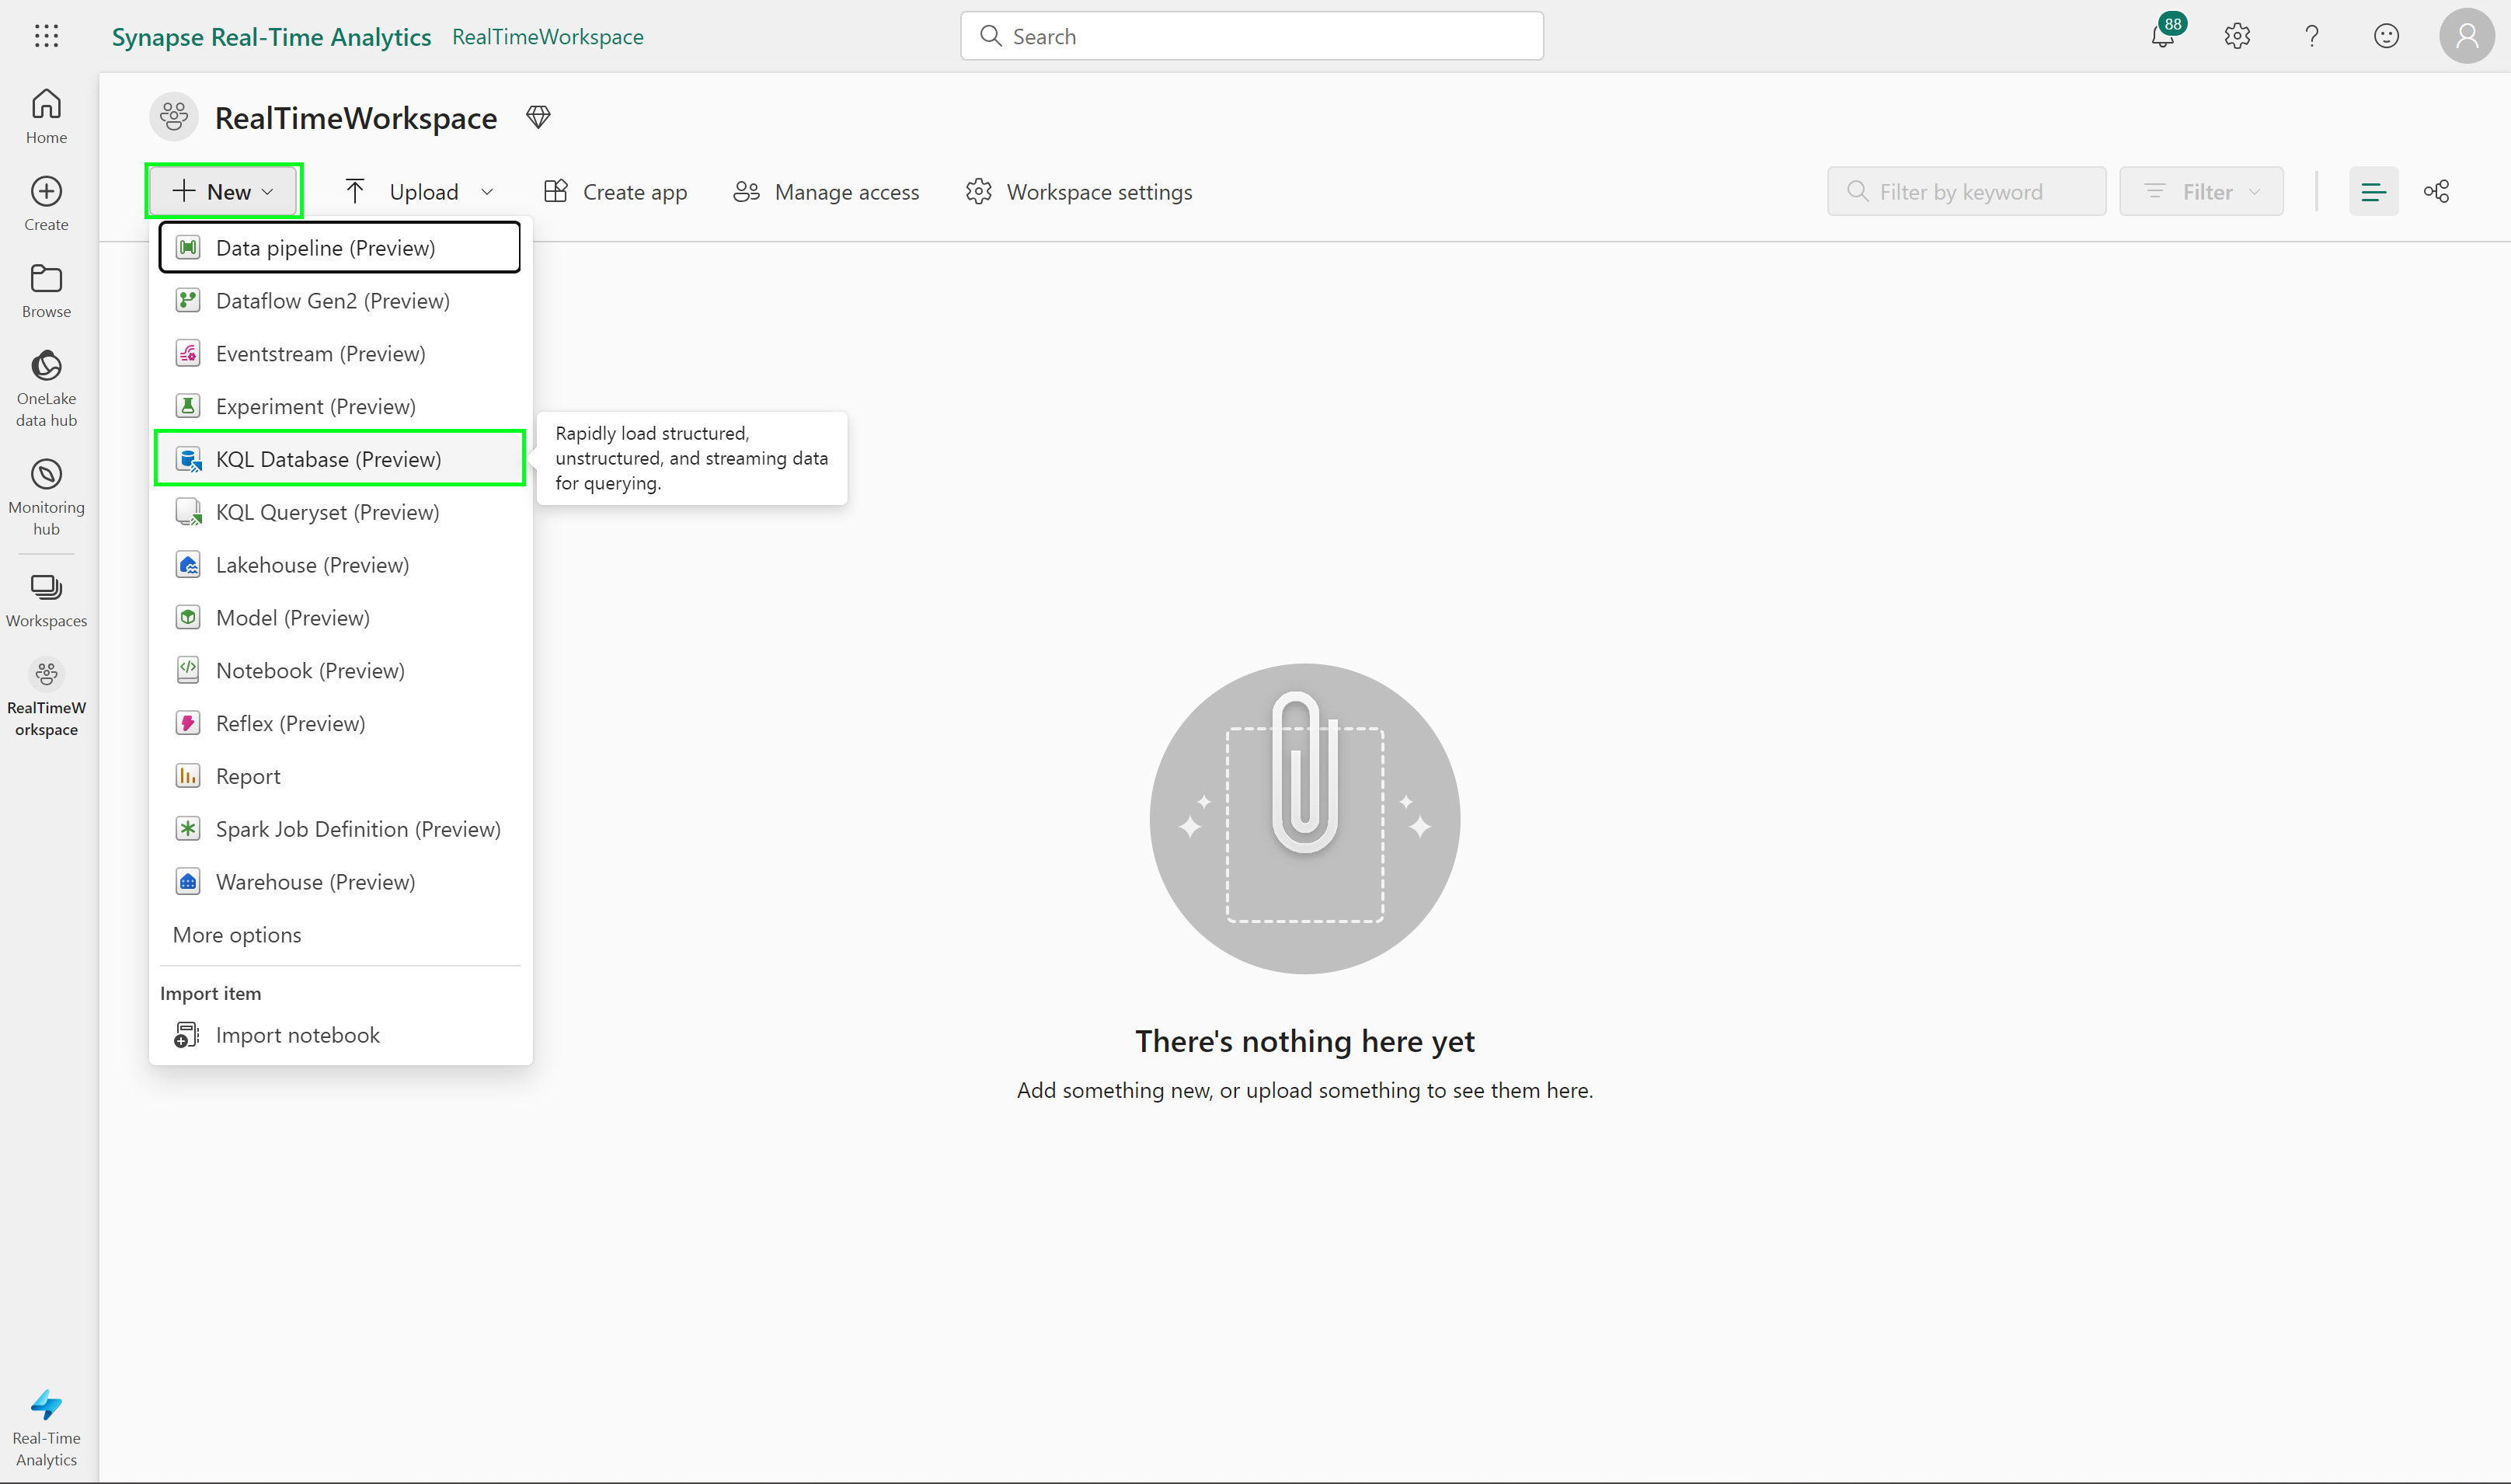 Synapse Real-Time Analytics RealTimeWorkspace
Search
88
Home
Create
Browse
OneLake
data hub
Monitoring
hub
Workspaces
RealTimeW
orkspace
Real-Time
Analytics
RealTimeWorkspace
New
Upload
Create app
Manage access
Workspace settings
Filter by keyword
Filter
Data pipeline (Preview)
Dataflow Gen2 (Preview)
Eventstream (Preview)
Experiment (Preview)
KQL Database (Preview)
KQL Queryset (Preview)
Lakehouse (Preview)
Model (Preview)
Notebook (Preview)
Reflex (Preview)
Report
Spark Job Definition (Preview)
Warehouse (Preview)
More options
Import item
Import notebook
Rapidly load structured,
unstructured, and streaming data
for querying.
There's nothing here yet
Add something new, or upload something to see them here.